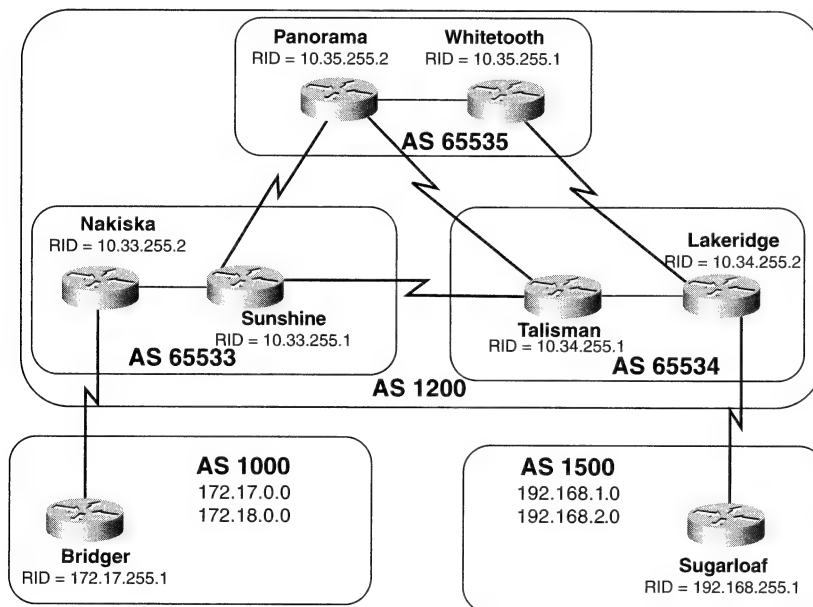 Panorama
RID = 10.35.255.2
Whitetooth
RID = 10.35.255.1
AS 65535
Nakiska
RID = 10.33.255.2
Sunshine
RID = 10.33.255.1
AS 65533
Lakeridge
RID = 10.34.255.2
Talisman
RID = 10.34.255.1
AS 65534
AS 1200
AS 1000
172.17.0.0
172.18.0.0
Bridger
RID = 172.17.255.1
AS 1500
192.168.1.0
192.168.2.0
Sugarloaf
RID = 192.168.255.1